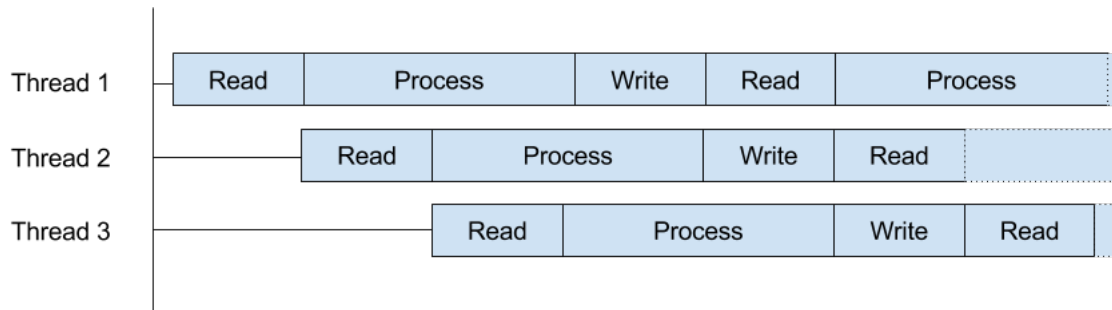 Thread 1 Read Process Write Read Process
Thread 2 Read Process Write Read
Thread 3 Read Process Write Read